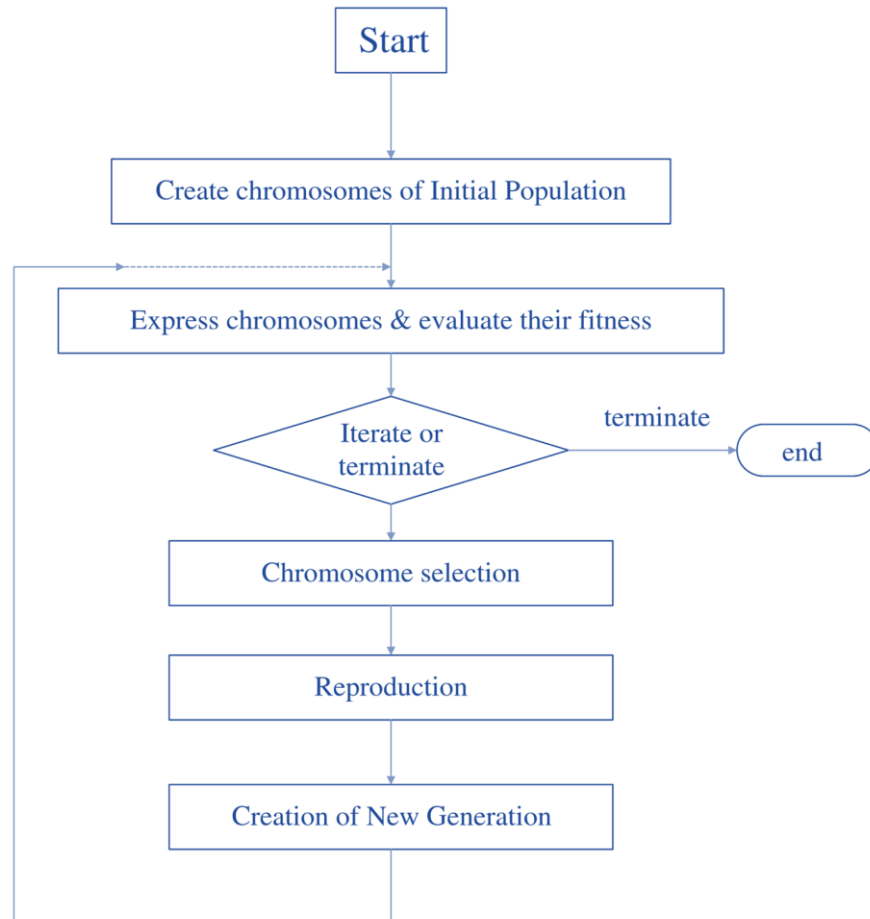 Start
Create chromosomes of Initial Population
Express chromosomes & evaluate their fitness
Iterate or
terminate
terminate
end
Chromosome selection
Reproduction
Creation of New Generation